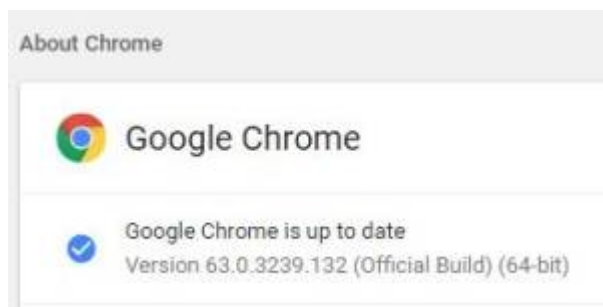 About Chrome
Google Chrome
Google Chrome is up to date
Version 63.0.3239.132 (Official Build) (64-bit)